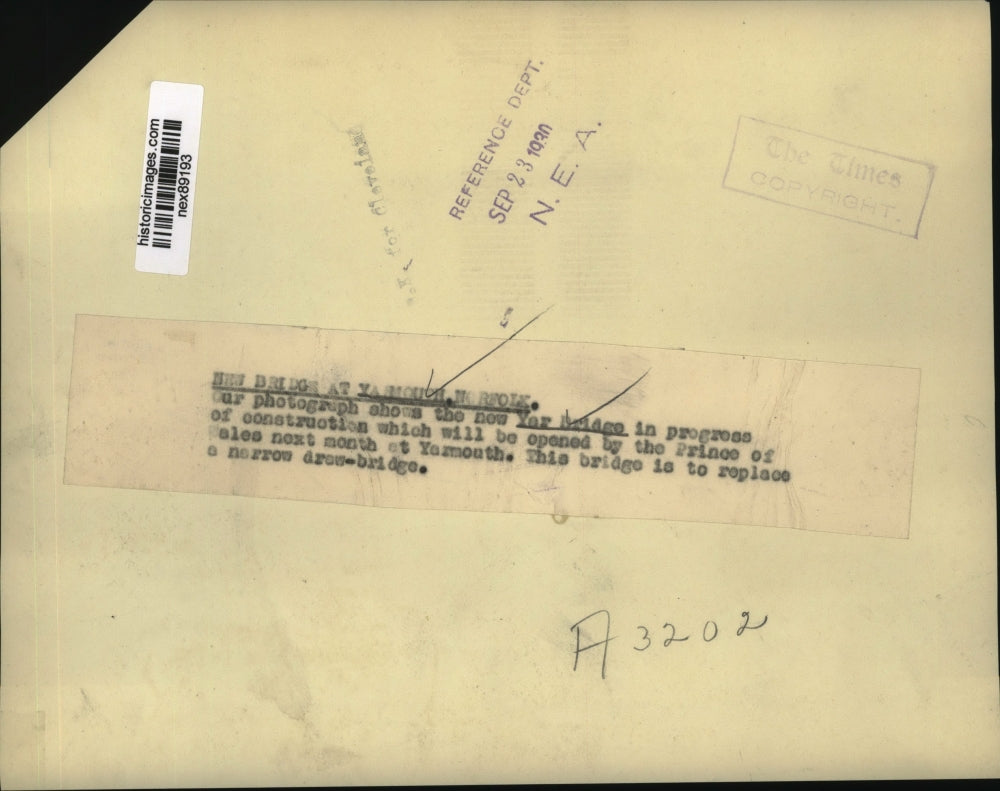 historicimages.com
nex89193
for Cleveland
REFERENCE DEPT.
SEP 23 1930
N. E. A.
The Times
COPYRIGHT.
NEW BRIDGE AT YARMOUTH, NORFOLK.
Our photograph shows the new Yar Bridge in progress
of construction which will be opened by the Prince of
Wales next month at Yarmouth. This bridge is to replace
a narrow draw-bridge.
A 3202